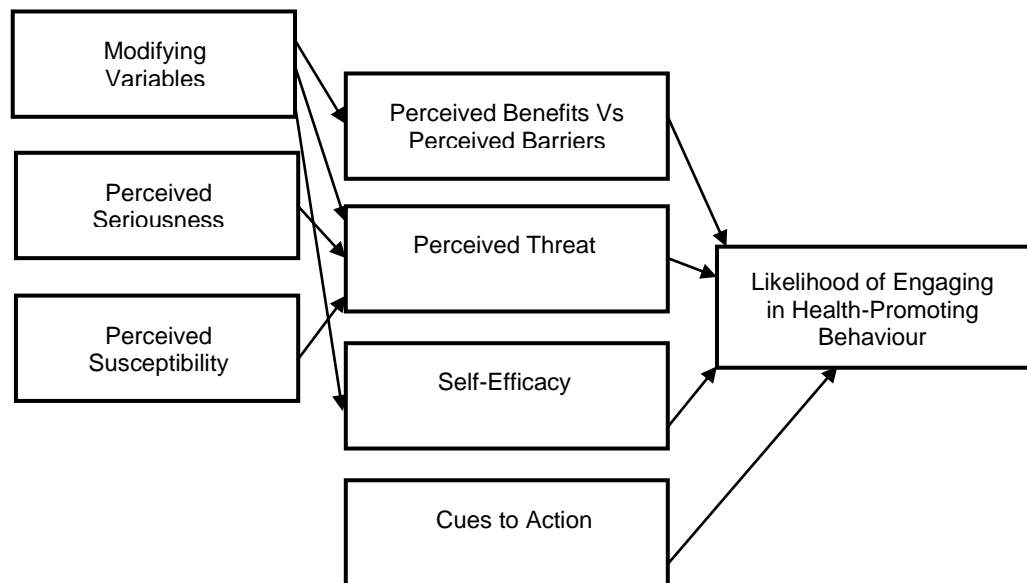 Modifying
Variables
Perceived
Seriousness
Perceived
Susceptibility
Perceived Benefits Vs
Perceived Barriers
Perceived Threat
Self-Efficacy
Cues to Action
Likelihood of Engaging
in Health-Promoting
Behaviour